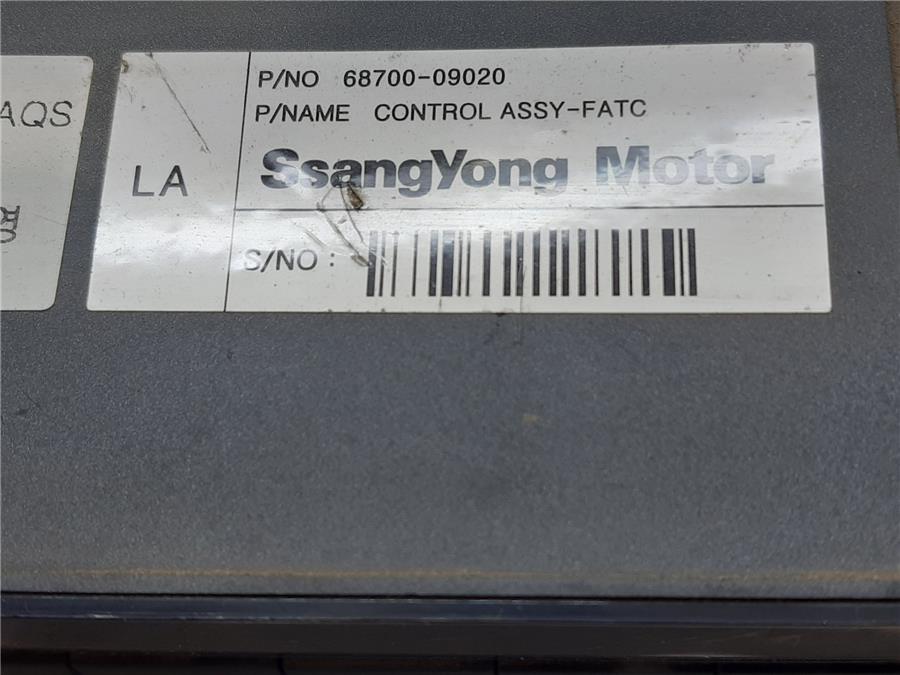 AQS
P/NO 68700-09020
P/NAME CONTROL ASSY-FATC
LA
SsangYong Motor
S/NO :